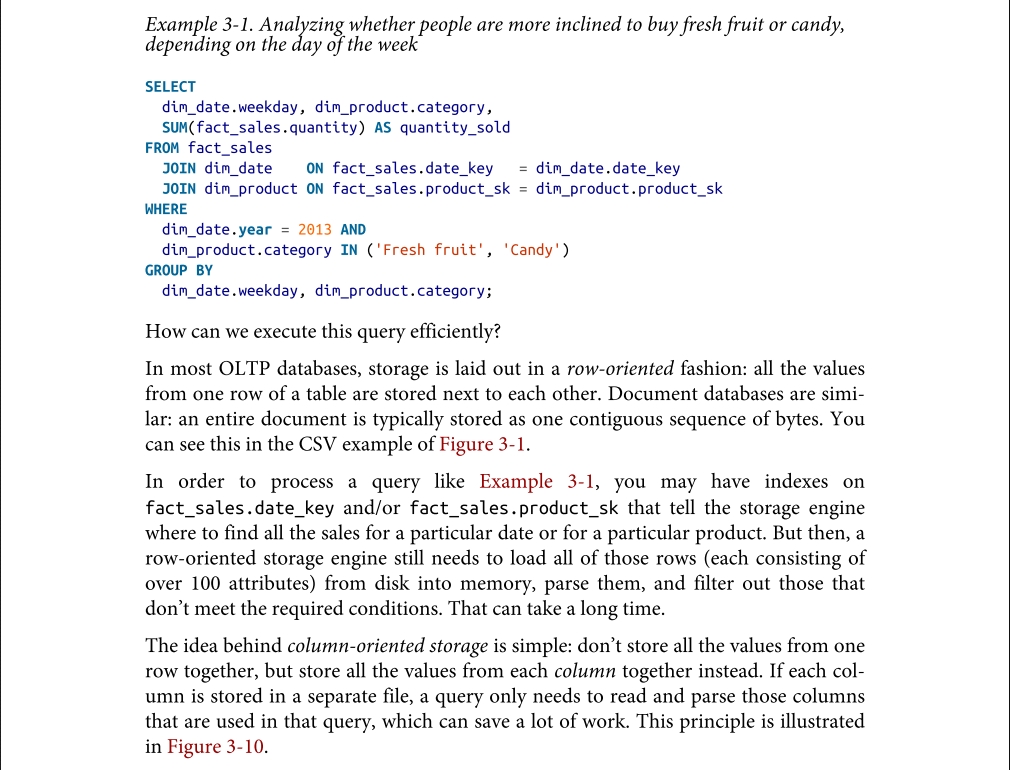 Example 3-1. Analyzing whether people are more inclined to buy fresh fruit or candy,
depending on the day of the week
SELECT
  dim_date.weekday, dim_product.category,
  SUM(fact_sales.quantity) AS quantity_sold
FROM fact_sales
  JOIN dim_date    ON fact_sales.date_key   = dim_date.date_key
  JOIN dim_product ON fact_sales.product_sk = dim_product.product_sk
WHERE
  dim_date.year = 2013 AND
  dim_product.category IN ('Fresh fruit', 'Candy')
GROUP BY
  dim_date.weekday, dim_product.category;
How can we execute this query efficiently?
In most OLTP databases, storage is laid out in a row-oriented fashion: all the values
from one row of a table are stored next to each other. Document databases are simi-
lar: an entire document is typically stored as one contiguous sequence of bytes. You
can see this in the CSV example of Figure 3-1.
In order to process a query like Example 3-1, you may have indexes on
fact_sales.date_key and/or fact_sales.product_sk that tell the storage engine
where to find all the sales for a particular date or for a particular product. But then, a
row-oriented storage engine still needs to load all of those rows (each consisting of
over 100 attributes) from disk into memory, parse them, and filter out those that
don’t meet the required conditions. That can take a long time.
The idea behind column-oriented storage is simple: don’t store all the values from one
row together, but store all the values from each column together instead. If each col-
umn is stored in a separate file, a query only needs to read and parse those columns
that are used in that query, which can save a lot of work. This principle is illustrated
in Figure 3-10.